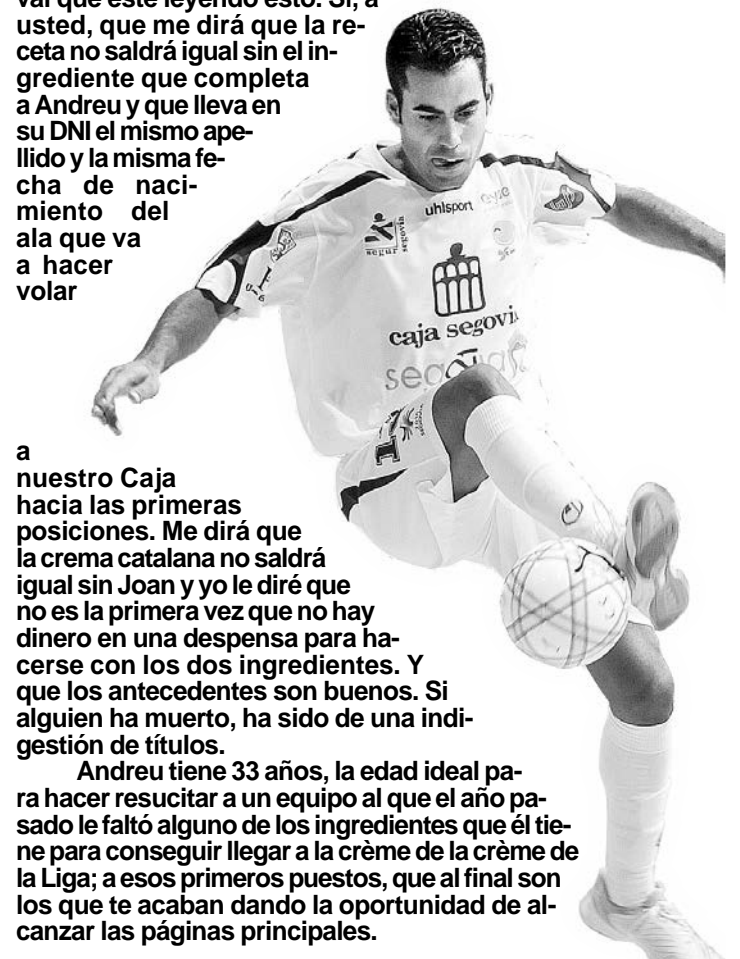 val que esté leyendo esto. Sí, a
usted, que me dirá que la re-
ceta no saldrá igual sin el in-
grediente que completa
a Andreu y que lleva en
su DNI el mismo ape-
llido y la misma fe-
cha de naci-
miento del
ala que va
a hacer
volar
a
nuestro Caja
hacia las primeras
posiciones. Me dirá que
la crema catalana no saldrá
igual sin Joan y yo le diré que
no es la primera vez que no hay
dinero en una despensa para ha-
cerse con los dos ingredientes. Y
que los antecedentes son buenos. Si
alguien ha muerto, ha sido de una indi-
gestión de títulos.
Andreu tiene 33 años, la edad ideal pa-
ra hacer resucitar a un equipo al que el año pa-
sado le faltó alguno de los ingredientes que él tie-
ne para conseguir llegar a la crème de la crème de
la Liga; a esos primeros puestos, que al final son
los que te acaban dando la oportunidad de al-
canzar las páginas principales.
uhlsport
segur
segovia
caja segovia